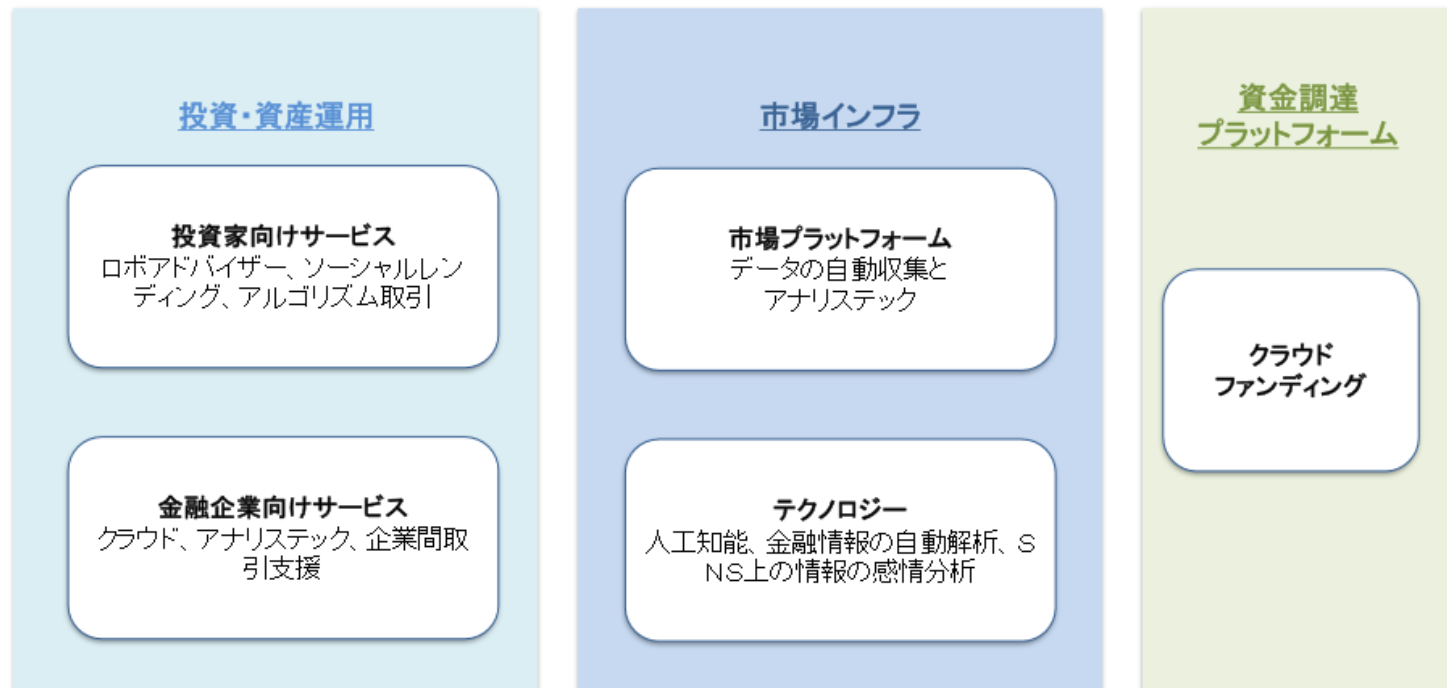 投資・資産運用
投資家向けサービス
ロボアドバイザー、ソーシャルレン
ディング、アルゴリズム取引
金融企業向けサービス
クラウド、アナリステック、企業間取
引支援
市場インフラ
市場プラットフォーム
データの自動収集と
アナリステック
テクノロジー
人工知能、金融情報の自動解析、S
NS上の情報の感情分析
資金調達
プラットフォーム
クラウド
ファンディング